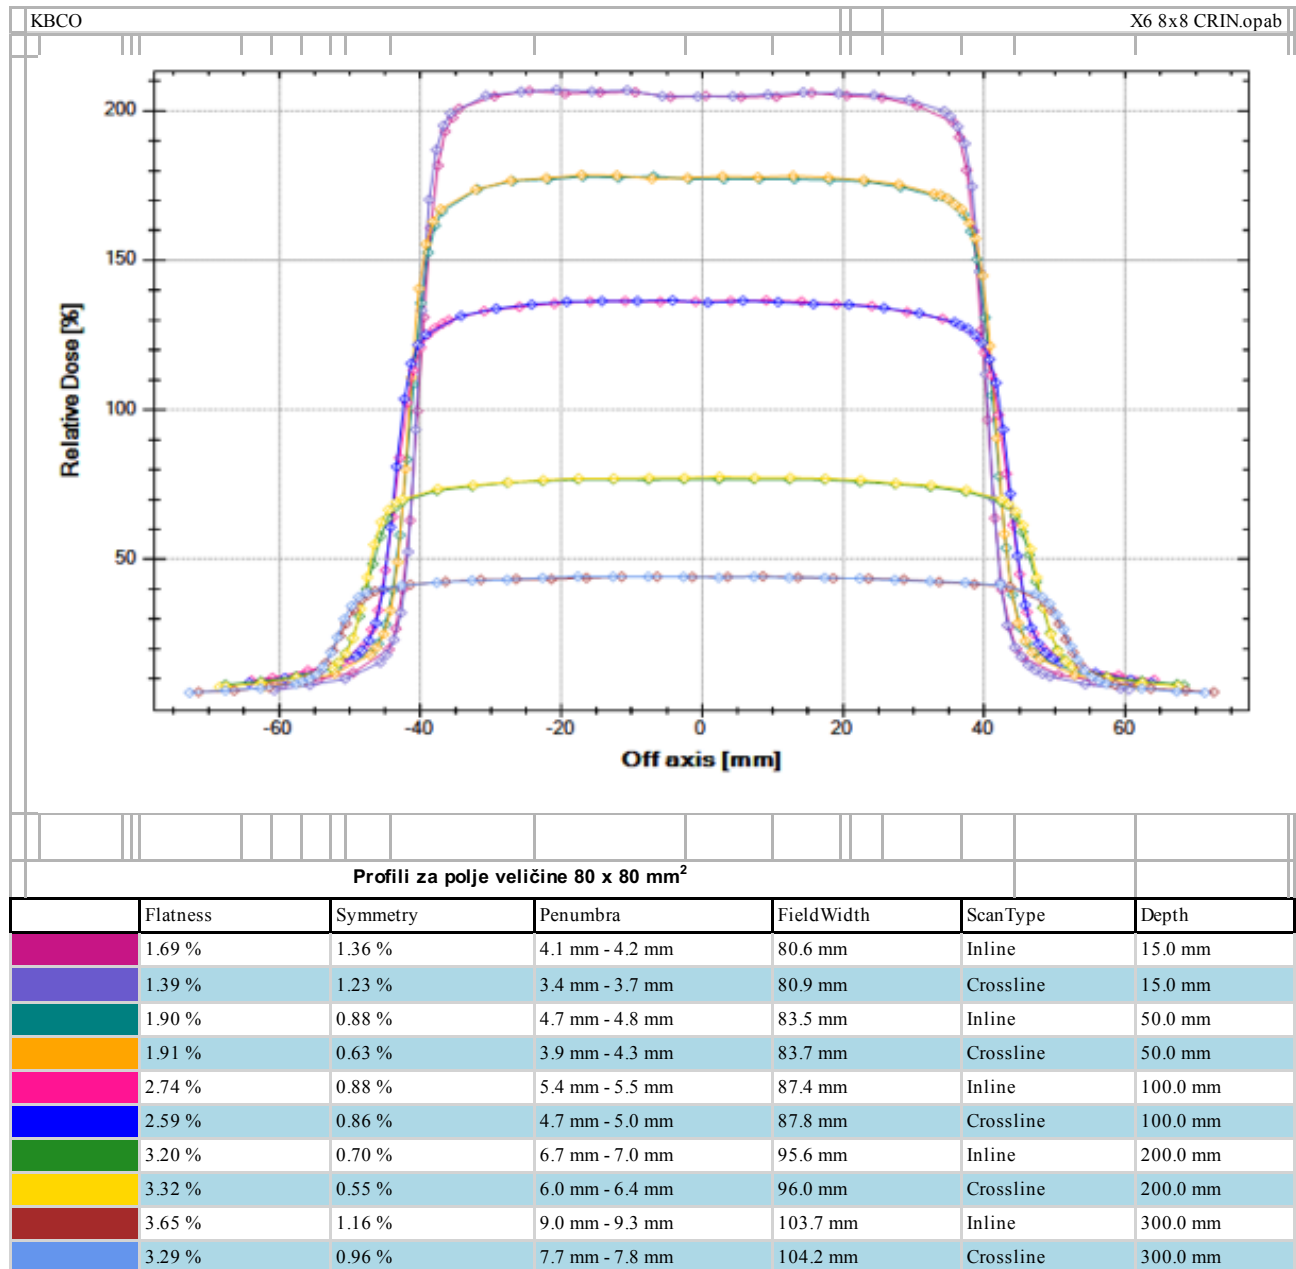 KBCO X6 8x8 CRIN.opab
200
150
100
50
Relative Dose [%]
-60 -40 -20 0 20 40 60
Off axis [mm]
Profili za polje veličine 80 x 80 mm²
Flatness Symmetry Penumbra FieldWidth ScanType Depth
1.69 % 1.36 % 4.1 mm - 4.2 mm 80.6 mm Inline 15.0 mm
1.39 % 1.23 % 3.4 mm - 3.7 mm 80.9 mm Crossline 15.0 mm
1.90 % 0.88 % 4.7 mm - 4.8 mm 83.5 mm Inline 50.0 mm
1.91 % 0.63 % 3.9 mm - 4.3 mm 83.7 mm Crossline 50.0 mm
2.74 % 0.88 % 5.4 mm - 5.5 mm 87.4 mm Inline 100.0 mm
2.59 % 0.86 % 4.7 mm - 5.0 mm 87.8 mm Crossline 100.0 mm
3.20 % 0.70 % 6.7 mm - 7.0 mm 95.6 mm Inline 200.0 mm
3.32 % 0.55 % 6.0 mm - 6.4 mm 96.0 mm Crossline 200.0 mm
3.65 % 1.16 % 9.0 mm - 9.3 mm 103.7 mm Inline 300.0 mm
3.29 % 0.96 % 7.7 mm - 7.8 mm 104.2 mm Crossline 300.0 mm